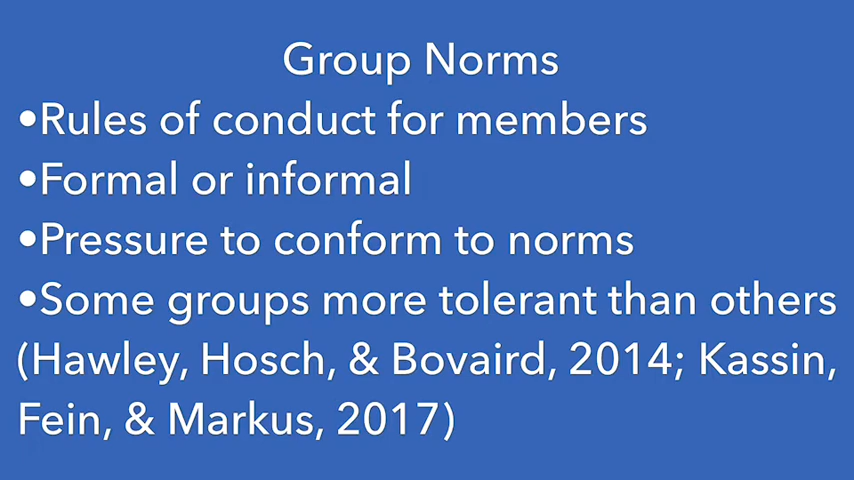 Group Norms
•Rules of conduct for members
•Formal or informal
•Pressure to conform to norms
•Some groups more tolerant than others
(Hawley, Hosch, & Bovaird, 2014; Kassin,
Fein, & Markus, 2017)